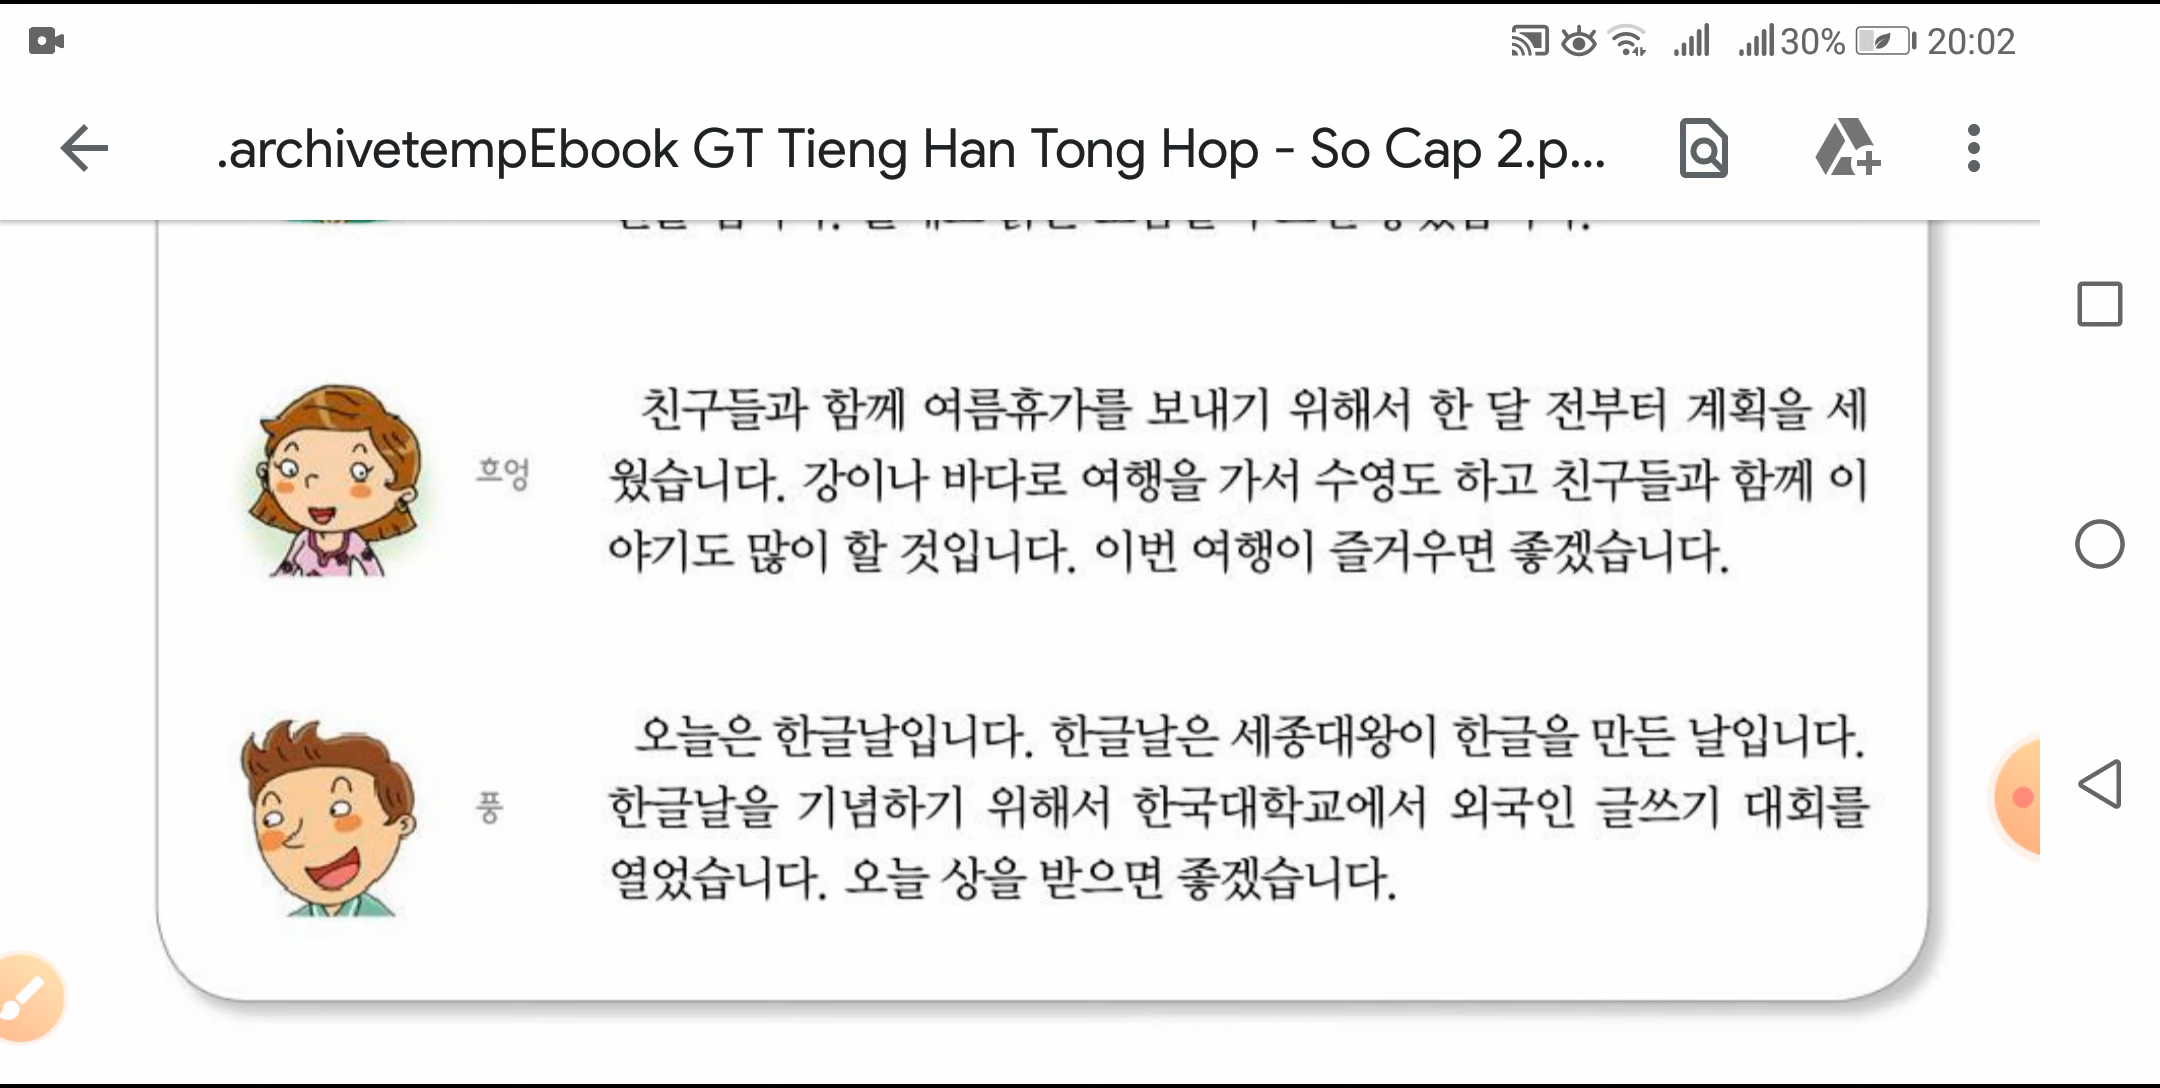 30% 20:02
.archivetempEbook GT Tieng Han Tong Hop - So Cap 2.p...
친구들과 함께 여름휴가를 보내기 위해서 한 달 전부터 계획을 세
흐엉
웠습니다. 강이나 바다로 여행을 가서 수영도 하고 친구들과 함께 이
야기도 많이 할 것입니다. 이번 여행이 즐거우면 좋겠습니다.
오늘은 한글날입니다. 한글날은 세종대왕이 한글을 만든 날입니다.
풍
한글날을 기념하기 위해서 한국대학교에서 외국인 글쓰기 대회를
열었습니다. 오늘 상을 받으면 좋겠습니다.